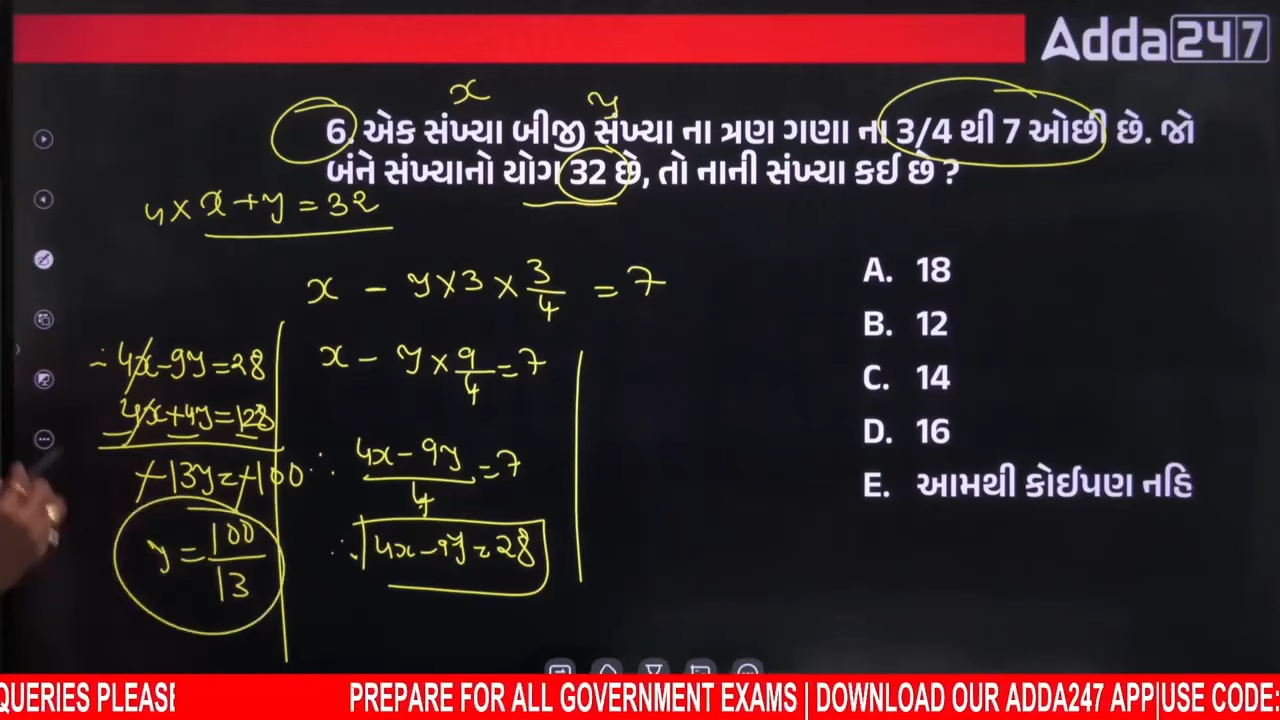 Adda247
x y
6. એક સંખ્યા બીજી સંખ્યા ના ત્રણ ગણા ના 3/4 થી 7 ઓછી છે. જો
બંને સંખ્યાનો યોગ 32 છે, તો નાની સંખ્યા કઈ છે ?
4 × x + y = 32
x - y × 3 × 3/4 = 7
A. 18
B. 12
C. 14
D. 16
E. આમથી કોઈપણ નહિ
4x - 9y = 28
4x + 4y = 128
-13y = -100
y = 100/13
x - y × 9/4 = 7
∴ 4x - 9y/4 = 7
∴ 4x - 9y = 28
QUERIES PLEASE PREPARE FOR ALL GOVERNMENT EXAMS | DOWNLOAD OUR ADDA247 APP|USE CODE: